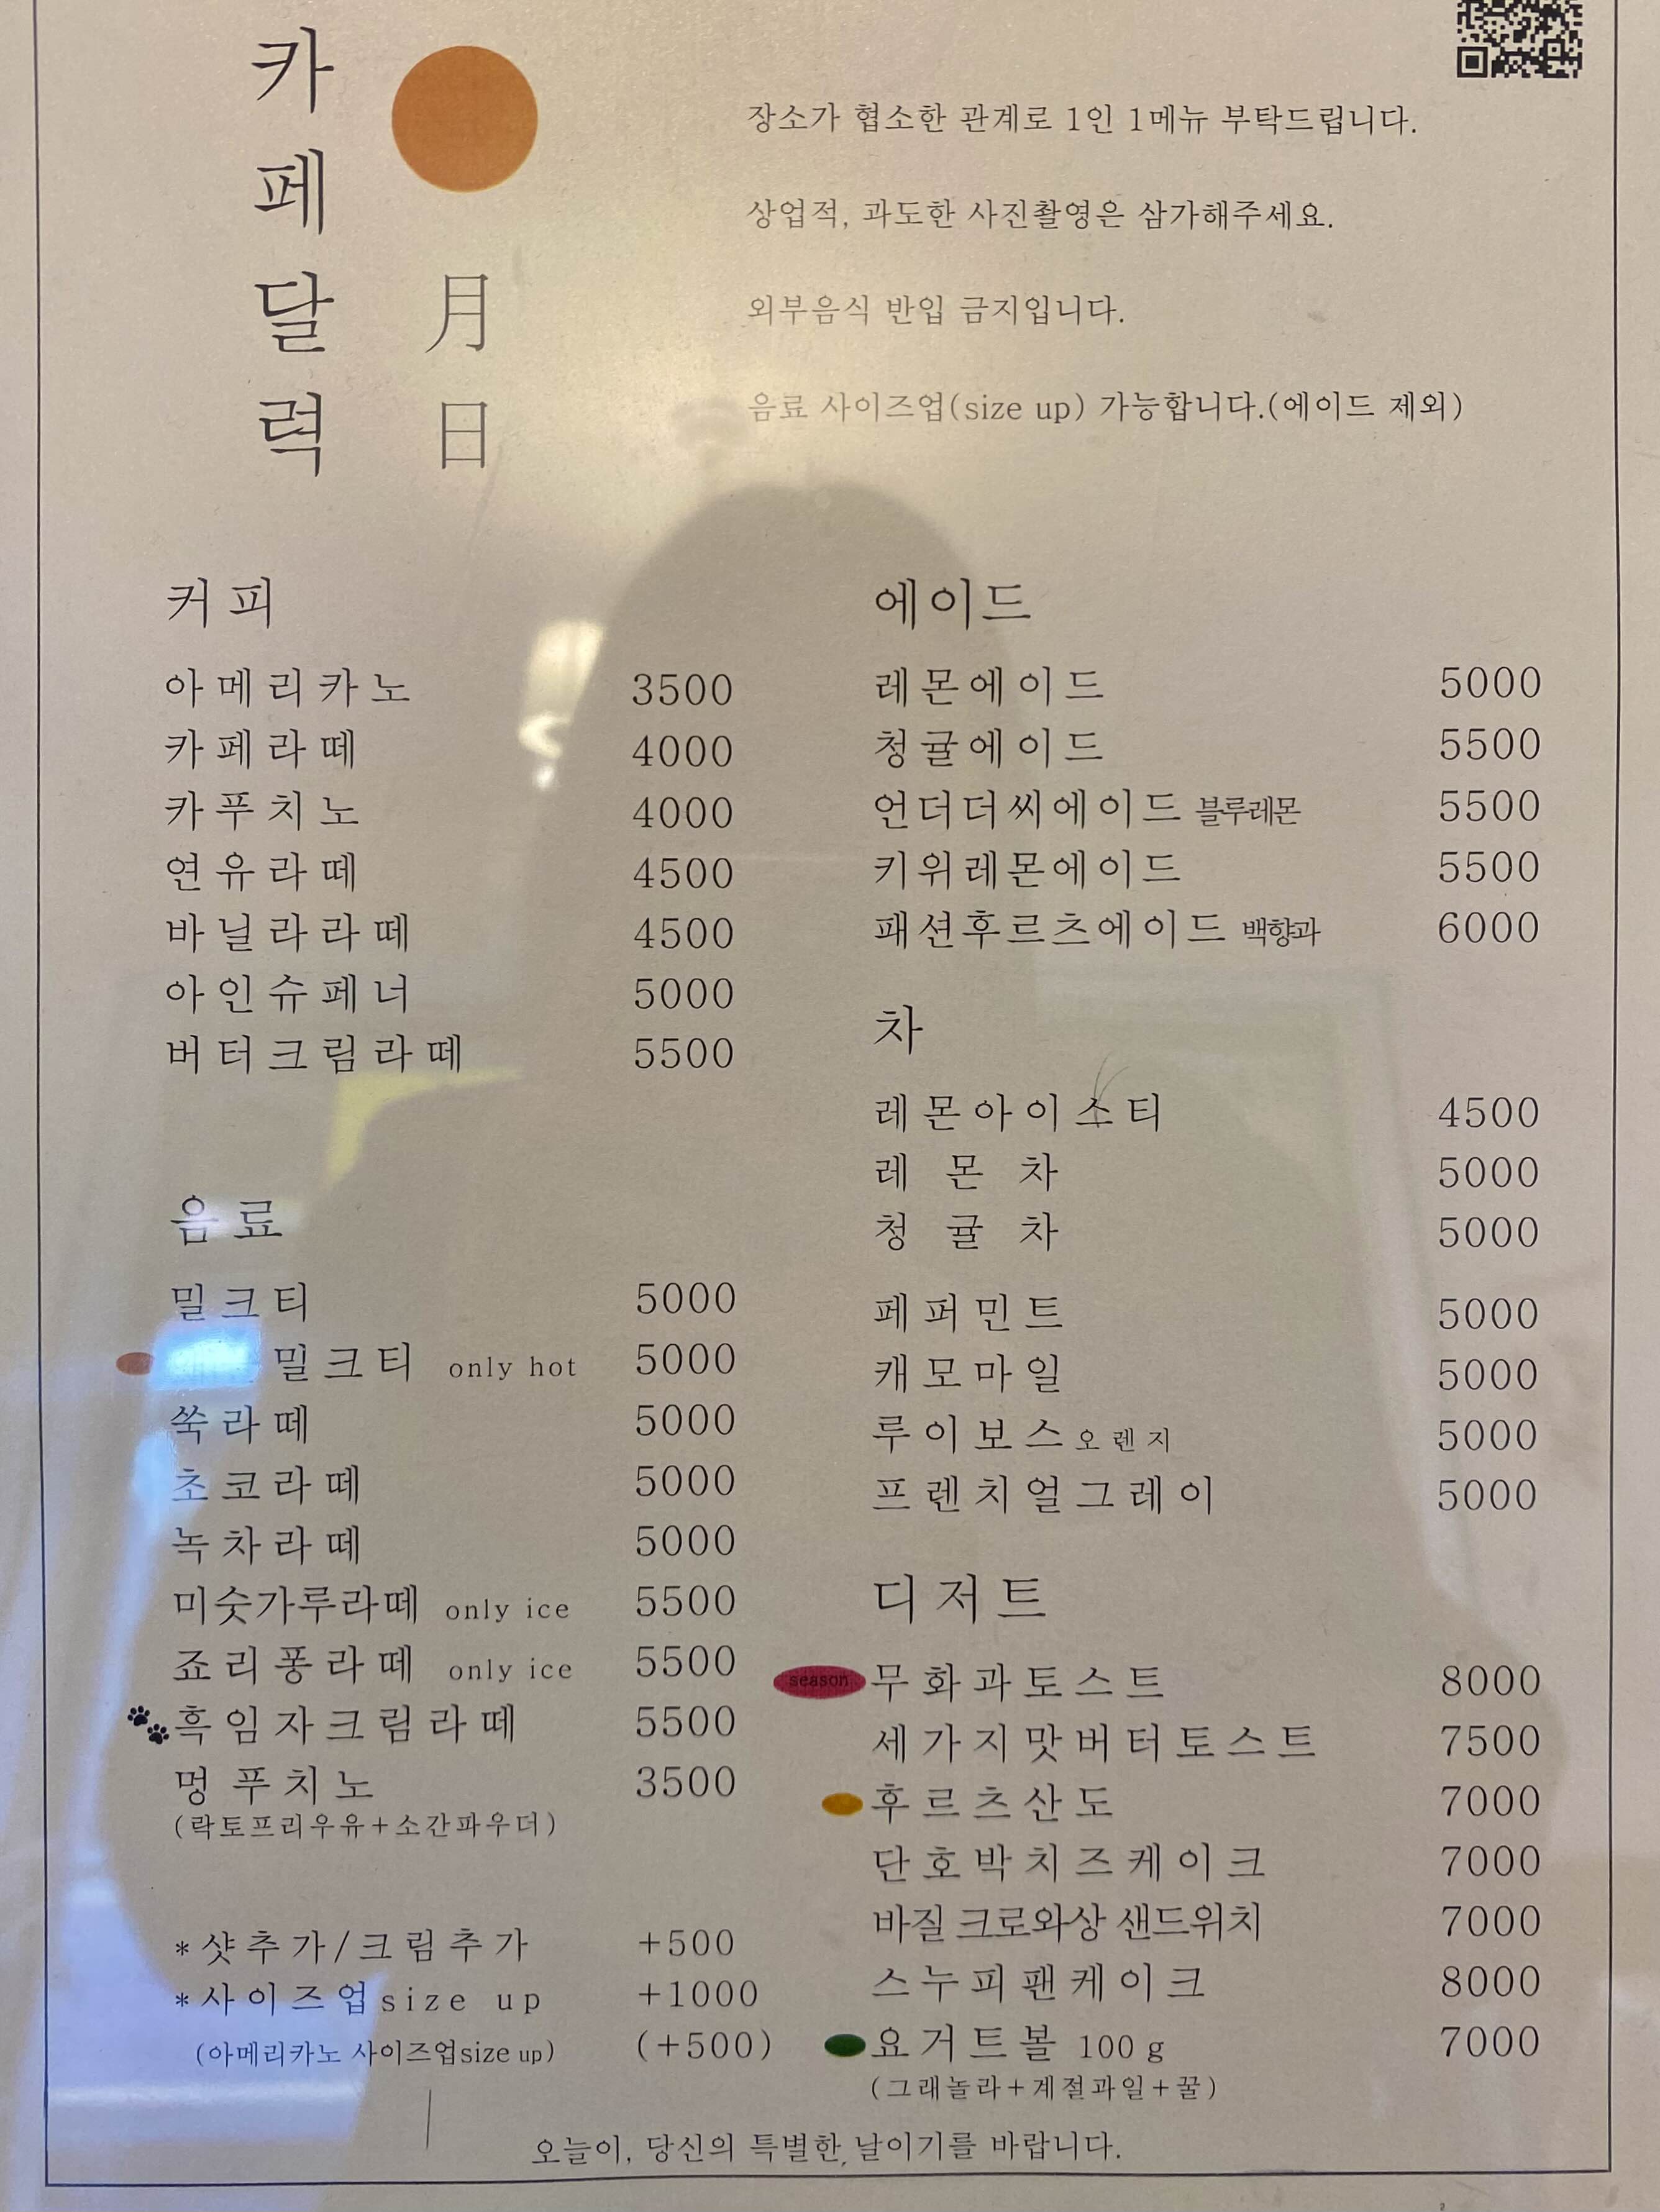 카페달력
月日
장소가 협소한 관계로 1인 1메뉴 부탁드립니다.
상업적, 과도한 사진촬영은 삼가해주세요.
외부음식 반입 금지입니다.
음료 사이즈업(size up) 가능합니다.(에이드 제외)
커피
아메리카노 3500
카페라떼 4000
카푸치노 4000
연유라떼 4500
바닐라라떼 4500
아인슈페너 5000
버터크림라떼 5500
음료
밀크티 5000
밀크티 only hot 5000
쑥라떼 5000
초코라떼 5000
녹차라떼 5000
미숫가루라떼 only ice 5500
죠리퐁라떼 only ice 5500
흑임자크림라떼 5500
멍푸치노 3500
(락토프리우유+소간파우더)
*샷추가/크림추가 +500
*사이즈업size up +1000
(아메리카노 사이즈업size up) (+500)
에이드
레몬에이드 5000
청귤에이드 5500
언더더씨에이드 블루레몬 5500
키위레몬에이드 5500
패션후르츠에이드 백향과 6000
차
레몬아이스티 4500
레몬차 5000
청귤차 5000
페퍼민트 5000
캐모마일 5000
루이보스오렌지 5000
프렌치얼그레이 5000
디저트
season 무화과토스트 8000
세가지맛버터토스트 7500
후르츠산도 7000
단호박치즈케이크 7000
바질 크로와상 샌드위치 7000
스누피팬케이크 8000
요거트볼 100 g 7000
(그래놀라+계절과일+꿀)
오늘이, 당신의 특별한 날이기를 바랍니다.